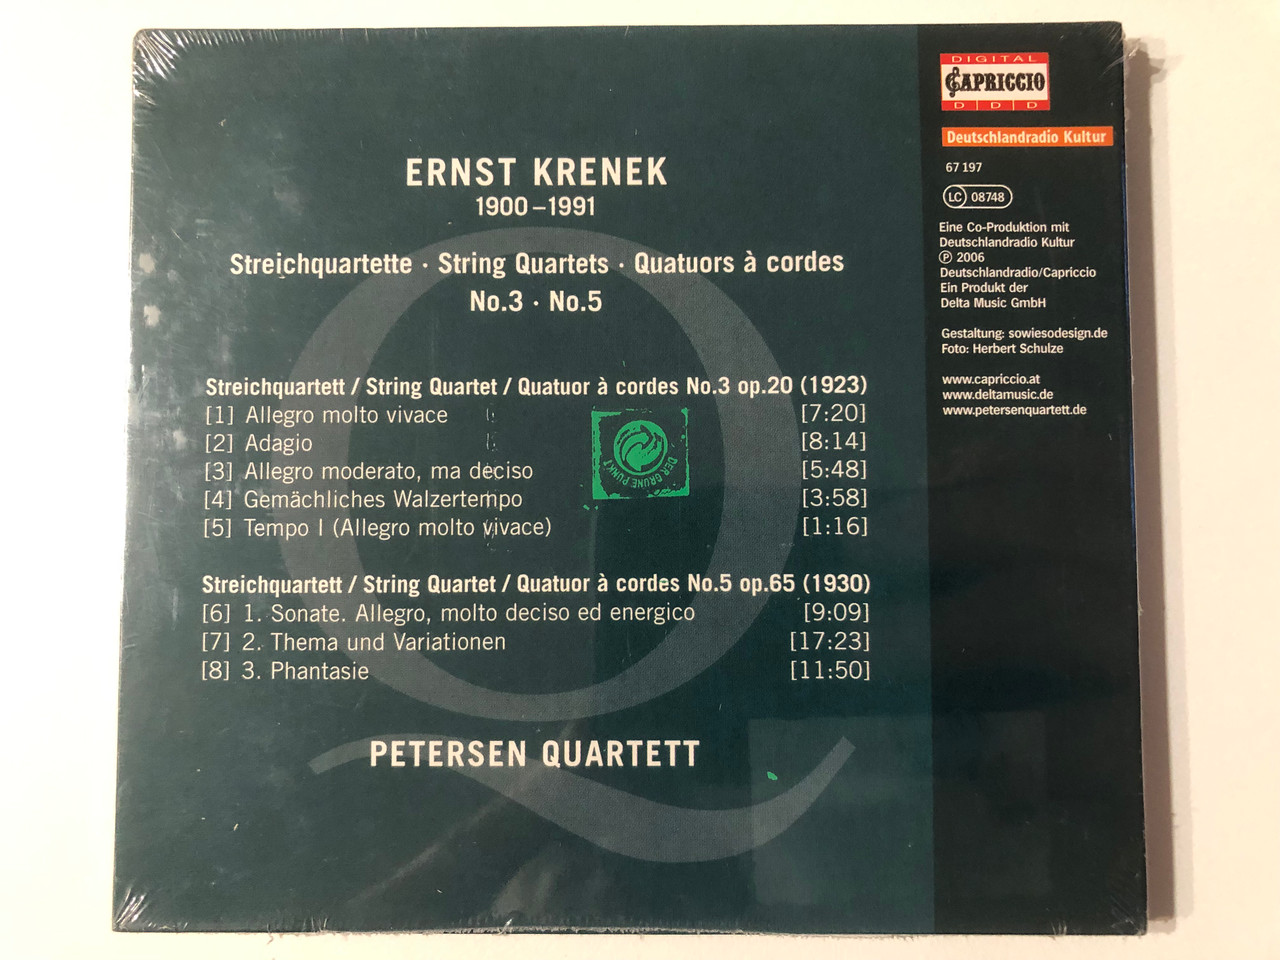 ERNST KRENEK
1900–1991
Streichquartette · String Quartets · Quatuors à cordes
No.3 · No.5
Streichquartett / String Quartet / Quatuor à cordes No.3 op.20 (1923)
[1] Allegro molto vivace [7:20]
[2] Adagio [8:14]
[3] Allegro moderato, ma deciso [5:48]
[4] Gemächliches Walzertempo [3:58]
[5] Tempo I (Allegro molto vivace) [1:16]
DER GRÜNE PUNKT
Streichquartett / String Quartet / Quatuor à cordes No.5 op.65 (1930)
[6] 1. Sonate. Allegro, molto deciso ed energico [9:09]
[7] 2. Thema und Variationen [17:23]
[8] 3. Phantasie [11:50]
PETERSEN QUARTETT
DIGITAL
CAPRICCIO
D | D | D
Deutschlandradio Kultur
67 197
LC 08748
Eine Co-Produktion mit
Deutschlandradio Kultur
℗ 2006
Deutschlandradio/Capriccio
Ein Produkt der
Delta Music GmbH
Gestaltung: sowiesodesign.de
Foto: Herbert Schulze
www.capriccio.at
www.deltamusic.de
www.petersenquartett.de